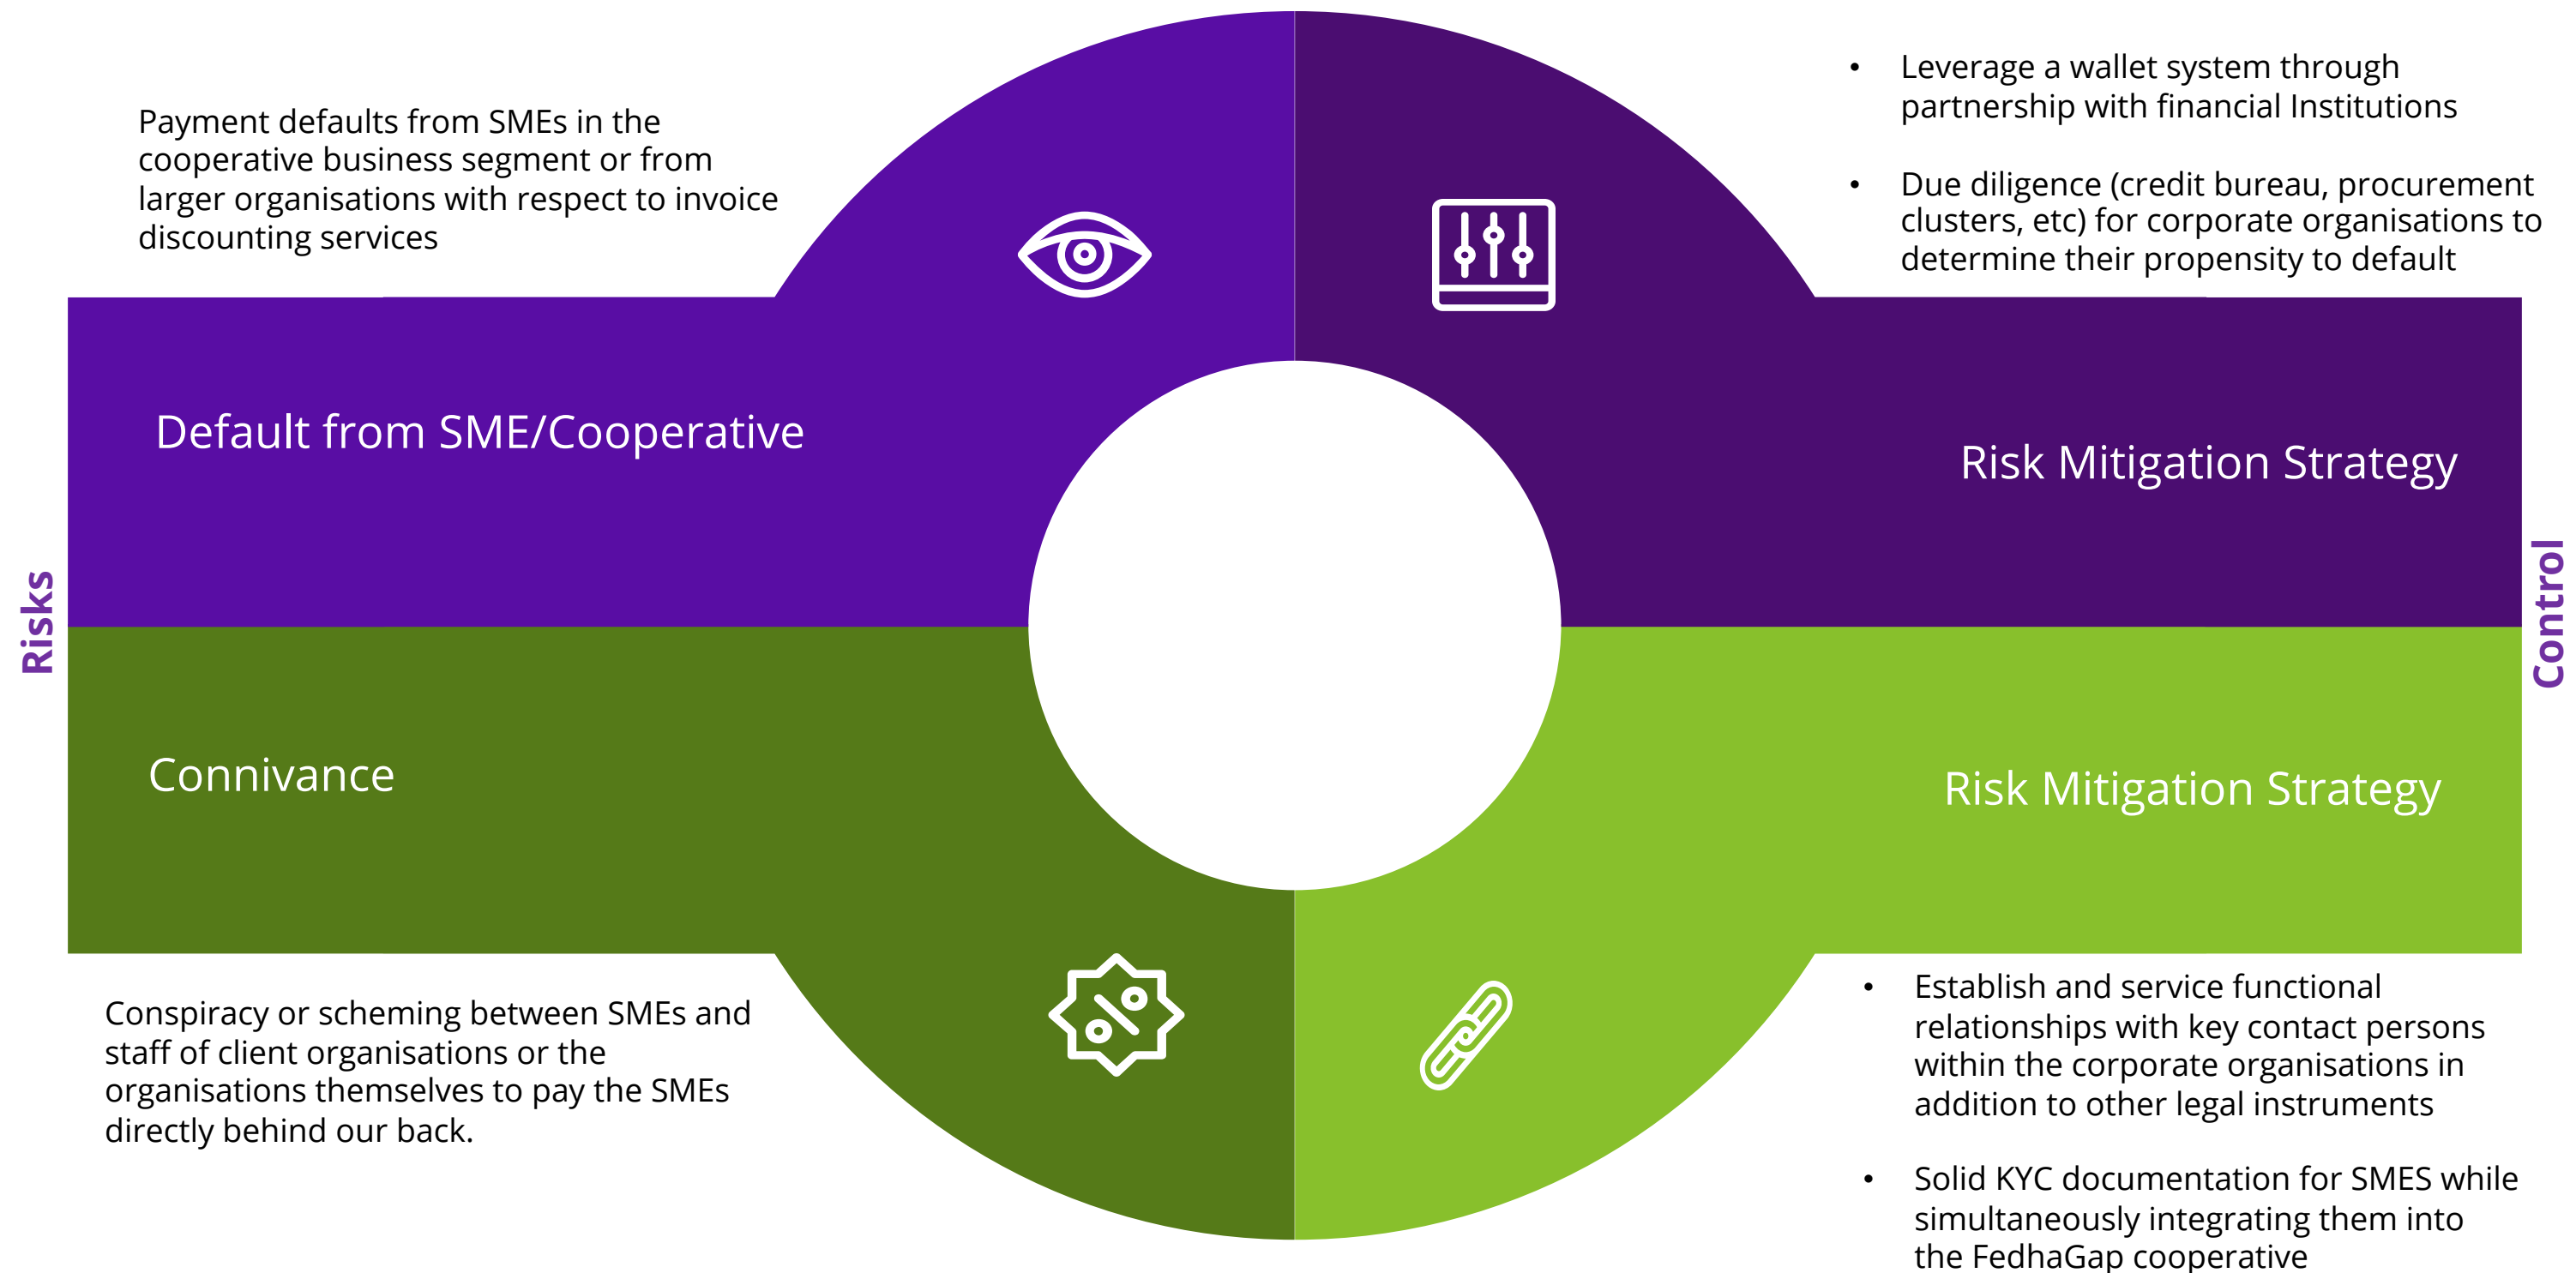 Payment defaults from SMEs in the
cooperative business segment or from
larger organisations with respect to invoice
discounting services
• Leverage a wallet system through
partnership with financial Institutions
• Due diligence (credit bureau, procurement
clusters, etc) for corporate organisations to
determine their propensity to default
Default from SME/Cooperative
Risk Mitigation Strategy
Risks
Control
Connivance
Risk Mitigation Strategy
Conspiracy or scheming between SMEs and
staff of client organisations or the
organisations themselves to pay the SMEs
directly behind our back.
• Establish and service functional
relationships with key contact persons
within the corporate organisations in
addition to other legal instruments
• Solid KYC documentation for SMES while
simultaneously integrating them into
the FedhaGap cooperative